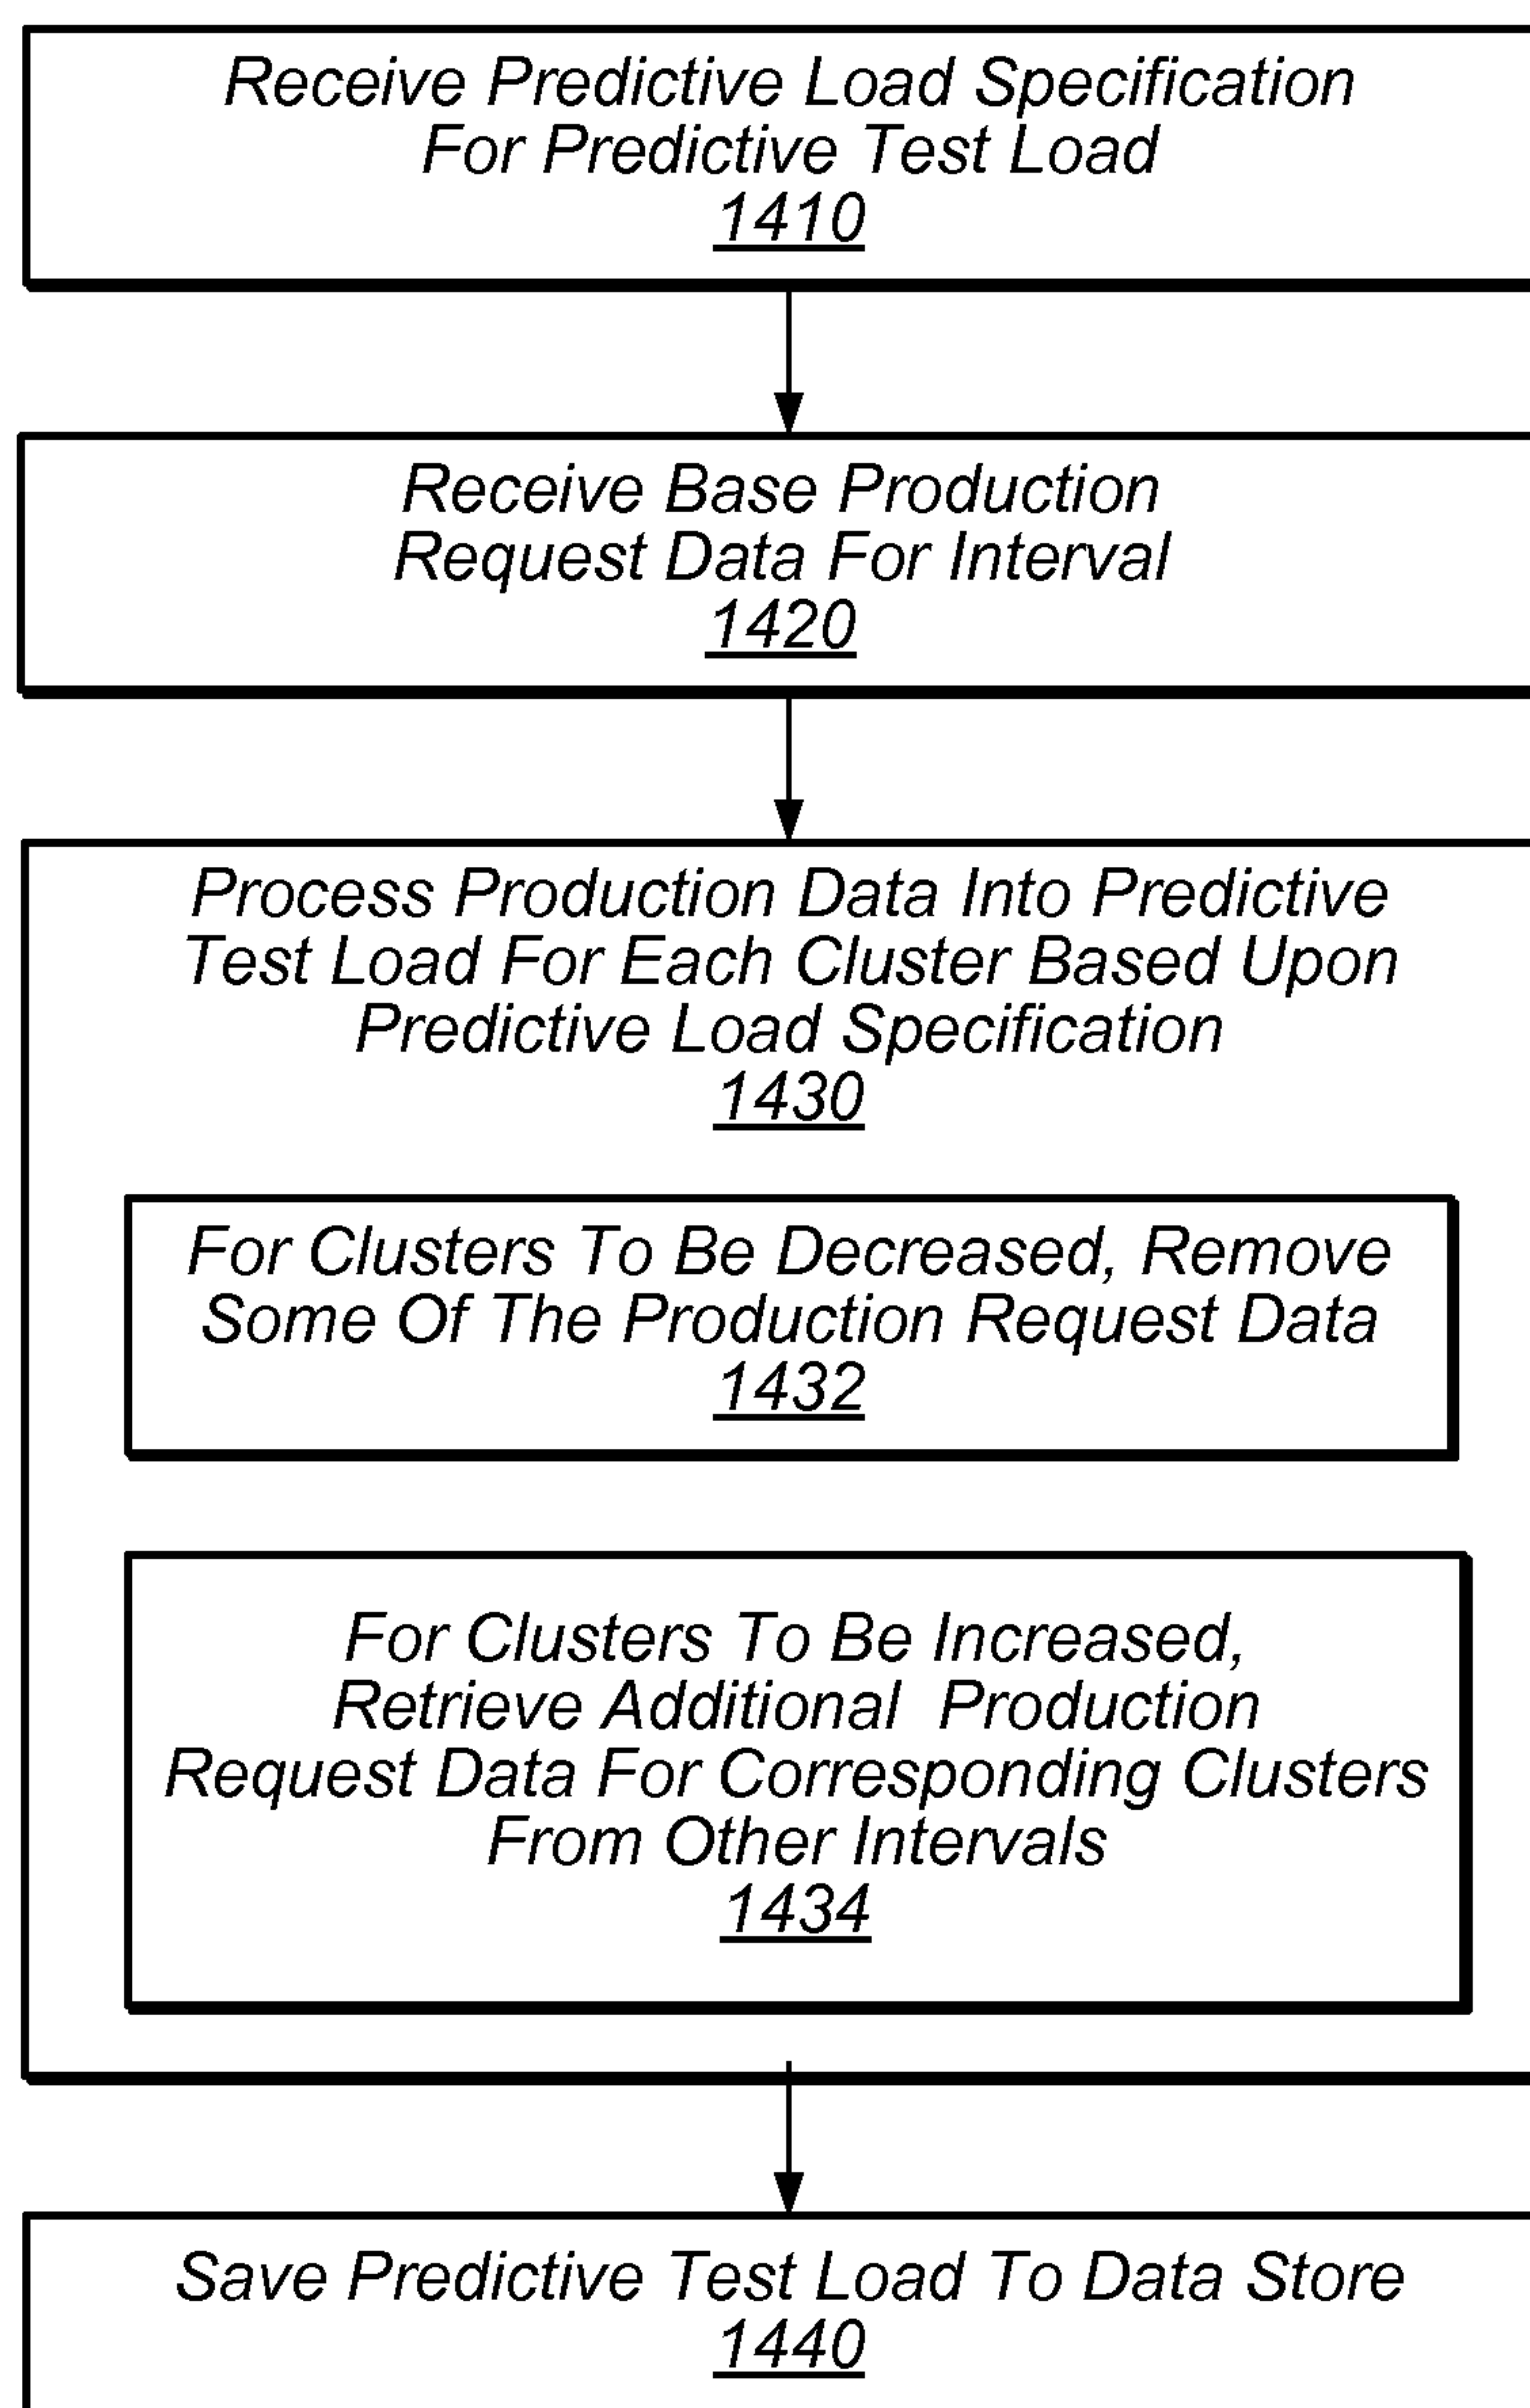 Receive Predictive Load Specification
For Predictive Test Load
1410
Receive Base Production
Request Data For Interval
1420
Process Production Data Into Predictive
Test Load For Each Cluster Based Upon
Predictive Load Specification
1430
For Clusters To Be Decreased, Remove
Some Of The Production Request Data
1432
For Clusters To Be Increased,
Retrieve Additional Production
Request Data For Corresponding Clusters
From Other Intervals
1434
Save Predictive Test Load To Data Store
1440